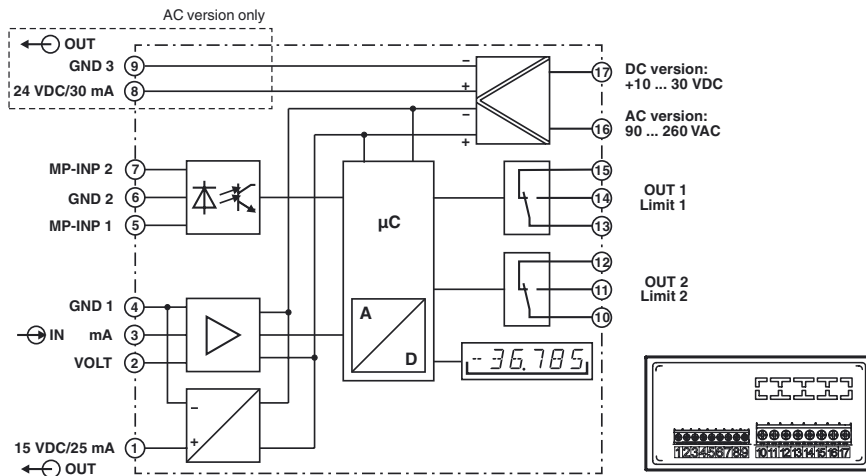 AC version only
OUT
GND 3 9
24 VDC/30 mA 8
− + − +
17 DC version:
+10 ... 30 VDC
16 AC version:
90 ... 260 VAC
MP-INP 2 7
GND 2 6
MP-INP 1 5
µC
15
14 OUT 1
Limit 1
13
12
11 OUT 2
Limit 2
10
GND 1 4
IN mA 3
VOLT 2
A
D
-36.785
− +
15 VDC/25 mA 1
OUT
1 2 3 4 5 6 7 8 9 10 11 12 13 14 15 16 17